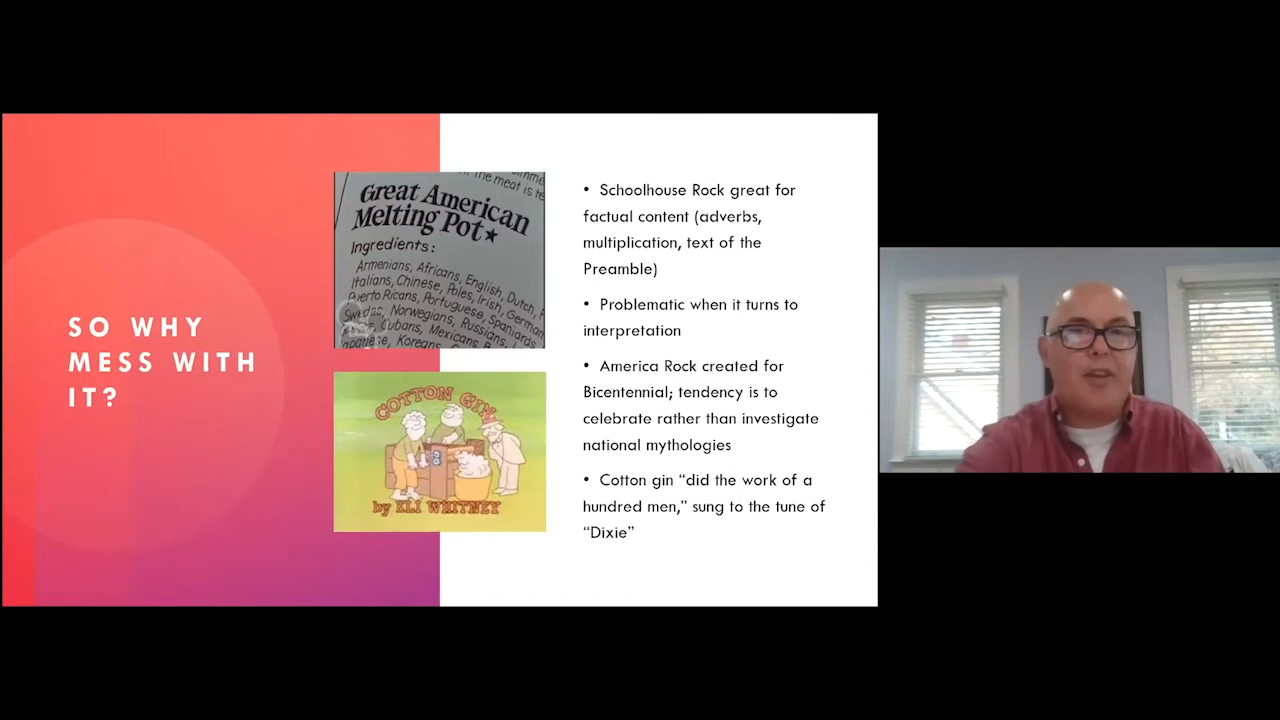 SO WHY
MESS WITH
IT?
The meat is
Great American
Melting Pot★
Ingredients:
Armenians, Africans, English, Dutch,
Italians, Chinese, Poles, Irish, German
Puerto Ricans, Portuguese, Spaniards
Swedes, Norwegians, Russians,
Cubans, Mexicans,
Koreans,
COTTON GIN
by ELI WHITNEY
• Schoolhouse Rock great for
factual content (adverbs,
multiplication, text of the
Preamble)
• Problematic when it turns to
interpretation
• America Rock created for
Bicentennial; tendency is to
celebrate rather than investigate
national mythologies
• Cotton gin “did the work of a
hundred men,” sung to the tune of
“Dixie”